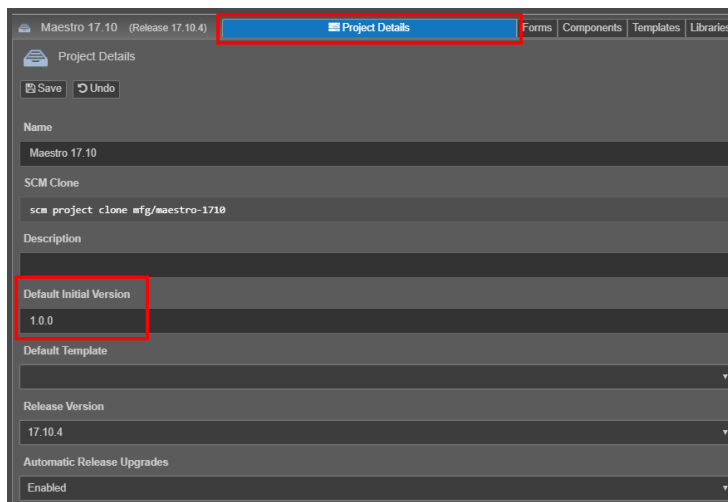 Maestro 17.10 (Release 17.10.4) Project Details Forms Components Templates Libraries
Project Details
Save Undo
Name
Maestro 17.10
SCM Clone
scm project clone mfg/maestro-1710
Description
Default Initial Version
1.0.0
Default Template
Release Version
17.10.4
Automatic Release Upgrades
Enabled